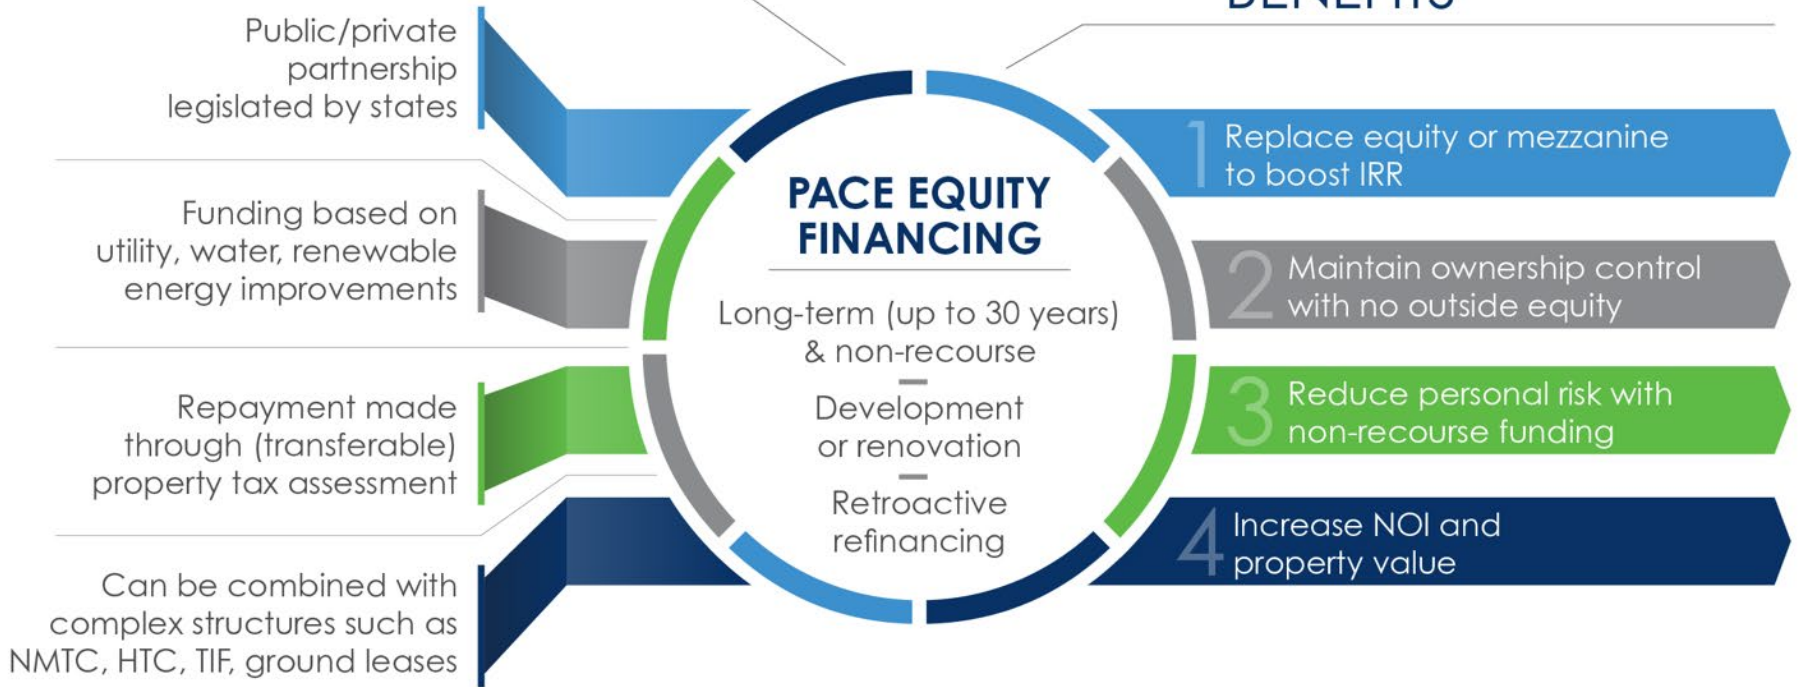 BENEFITS
Public/private
partnership
legislated by states
Funding based on
utility, water, renewable
energy improvements
Repayment made
through (transferable)
property tax assessment
Can be combined with
complex structures such as
NMTC, HTC, TIF, ground leases
PACE EQUITY
FINANCING
Long-term (up to 30 years)
& non-recourse
Development
or renovation
Retroactive
refinancing
1 Replace equity or mezzanine
to boost IRR
2 Maintain ownership control
with no outside equity
3 Reduce personal risk with
non-recourse funding
4 Increase NOI and
property value